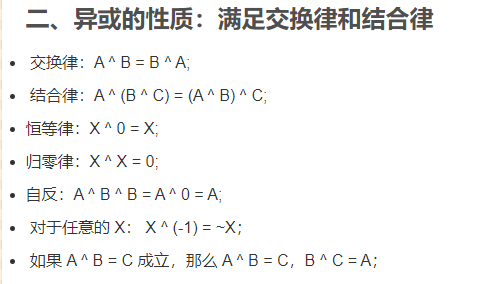 二、异或的性质：满足交换律和结合律
• 交换律：A ^ B = B ^ A;
• 结合律：A ^ (B ^ C) = (A ^ B) ^ C;
• 恒等律：X ^ 0 = X;
• 归零律：X ^ X = 0;
• 自反：A ^ B ^ B = A ^ 0 = A;
• 对于任意的 X： X ^ (-1) = ~X；
• 如果 A ^ B = C 成立，那么 A ^ B = C，B ^ C = A；